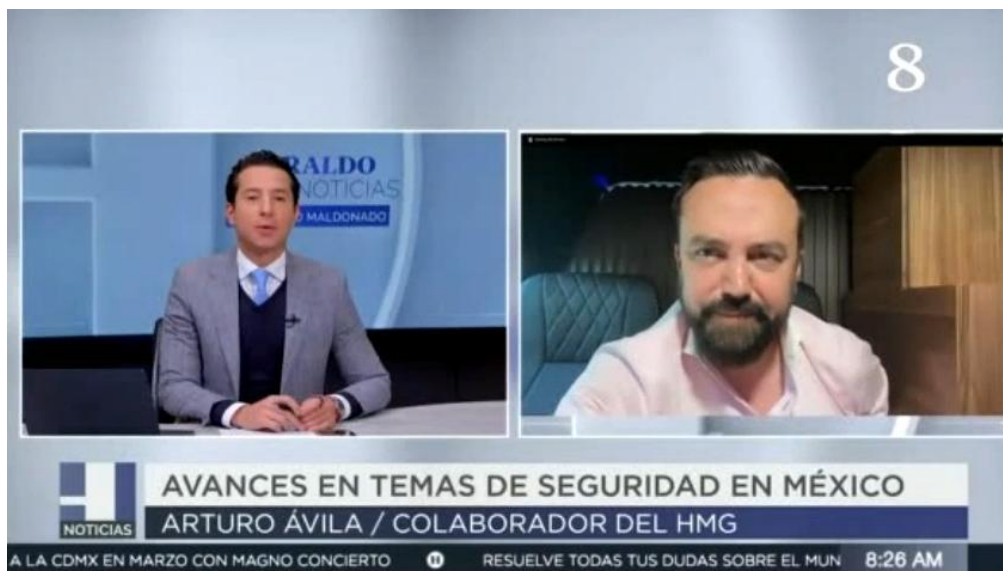 8
RALDO
NOTICIAS
O MALDONADO
NOTICIAS
AVANCES EN TEMAS DE SEGURIDAD EN MÉXICO
ARTURO ÁVILA / COLABORADOR DEL HMG
A LA CDMX EN MARZO CON MAGNO CONCIERTO
RESUELVE TODAS TUS DUDAS SOBRE EL MUN
8:26 AM